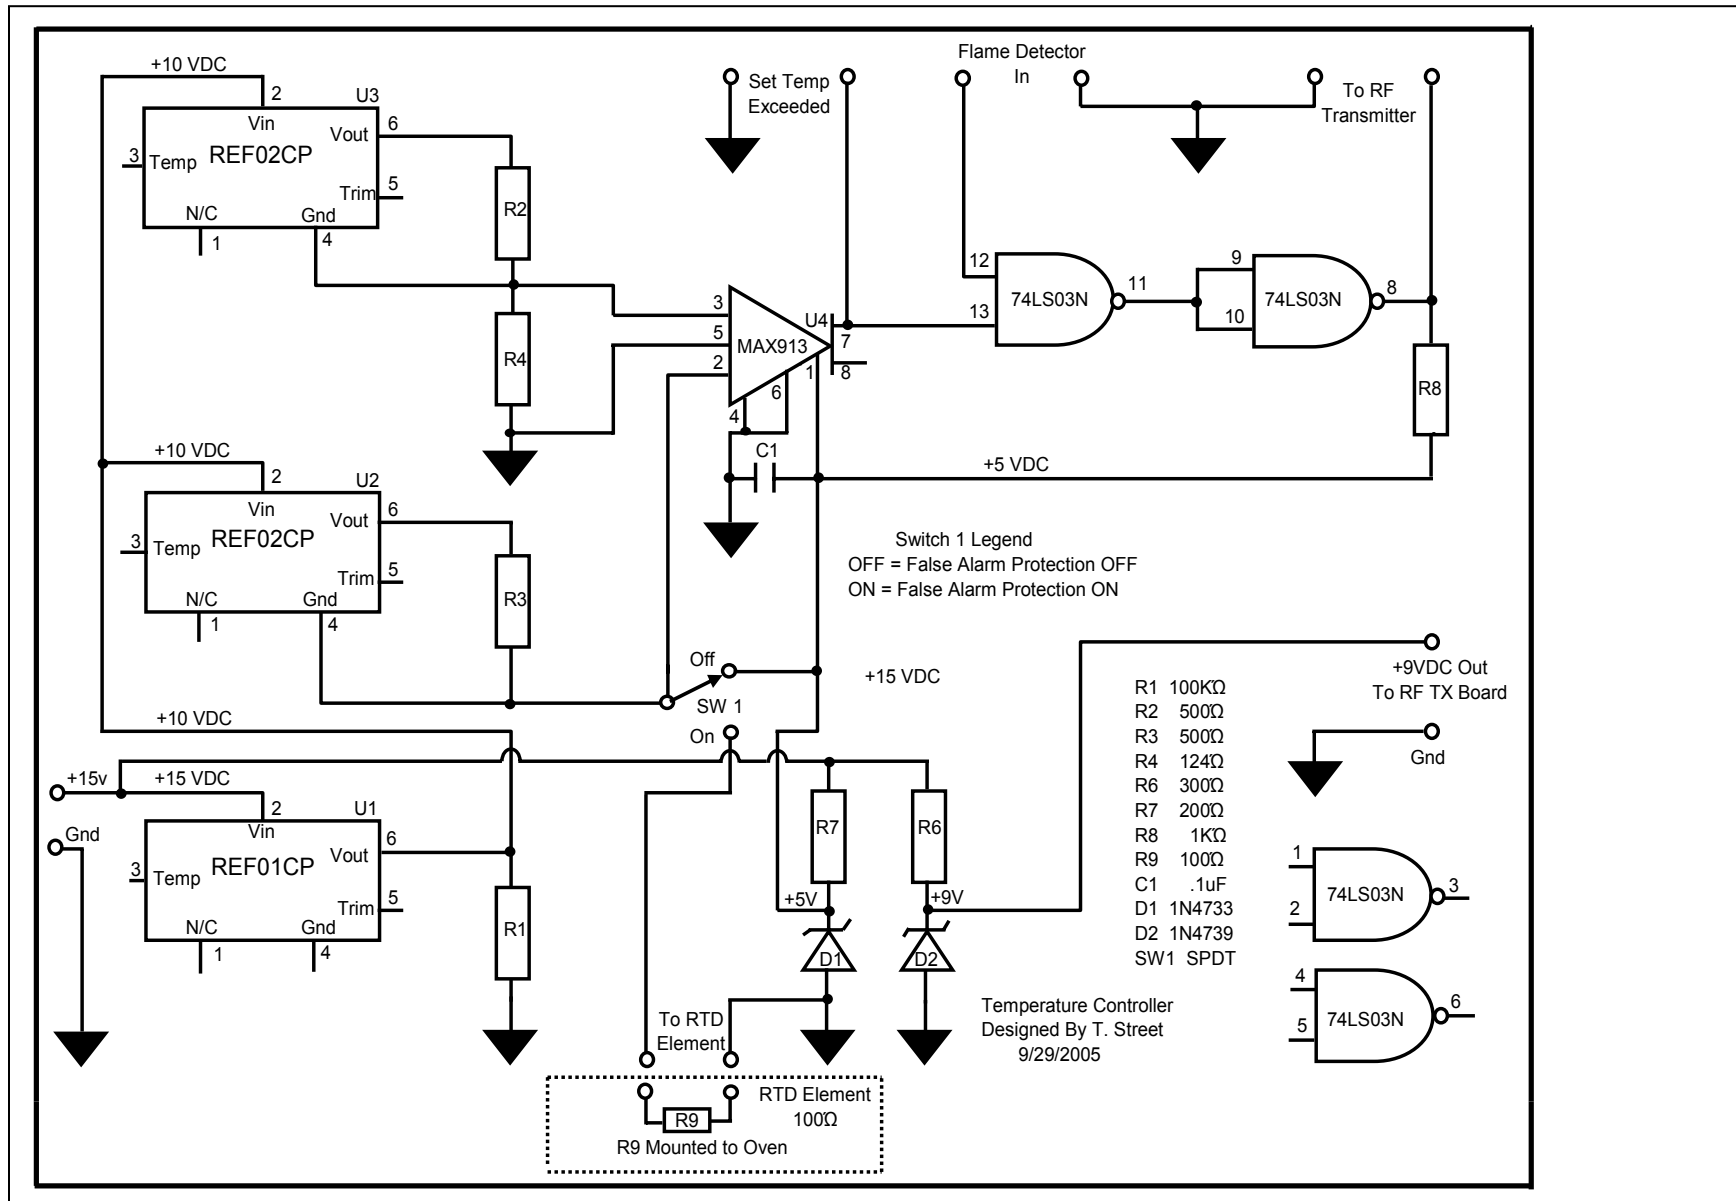 +10 VDC
2
U3
Vin
Vout
6
3
Temp
REF02CP
Trim
5
N/C
Gnd
1
4
R2
R4
Set Temp
Exceeded
Flame Detector
In
To RF
Transmitter
12
13
74LS03N
11
9
10
74LS03N
8
R8
3
5
2
MAX913
U4
7
8
1
6
4
C1
+5 VDC
+10 VDC
2
U2
Vin
Vout
6
3
Temp
REF02CP
Trim
5
N/C
Gnd
1
4
R3
Switch 1 Legend
OFF = False Alarm Protection OFF
ON = False Alarm Protection ON
Off
SW 1
On
+15 VDC
+9VDC Out
To RF TX Board
Gnd
+10 VDC
+15v
+15 VDC
2
U1
Gnd
Vin
Vout
6
3
Temp
REF01CP
Trim
5
N/C
Gnd
1
4
R1
R7
R6
+5V
+9V
D1
D2
R1 100KΩ
R2 500Ω
R3 500Ω
R4 124Ω
R6 300Ω
R7 200Ω
R8 1KΩ
R9 100Ω
C1 .1uF
D1 1N4733
D2 1N4739
SW1 SPDT
1
2
74LS03N
3
4
5
74LS03N
6
To RTD
Element
Temperature Controller
Designed By T. Street
9/29/2005
RTD Element
100Ω
R9
R9 Mounted to Oven